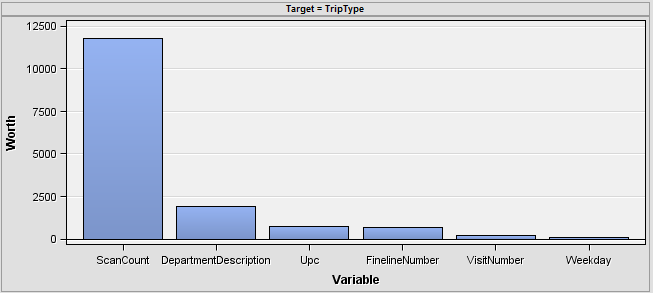 Target = TripType
Worth
12500
10000
7500
5000
2500
0
ScanCount DepartmentDescription Upc FinelineNumber VisitNumber Weekday
Variable